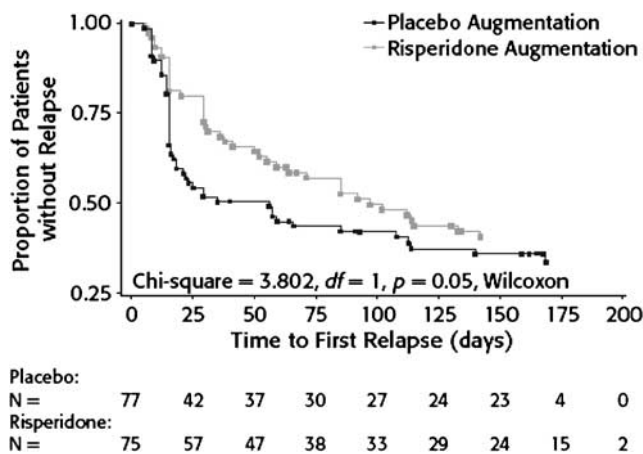 Placebo Augmentation
Risperidone Augmentation
Proportion of Patients
without Relapse
1.00
0.75
0.50
0.25
Chi-square = 3.802, df = 1, p = 0.05, Wilcoxon
0 25 50 75 100 125 150 175 200
Time to First Relapse (days)
Placebo:
N = 77 42 37 30 27 24 23 4 0
Risperidone:
N = 75 57 47 38 33 29 24 15 2